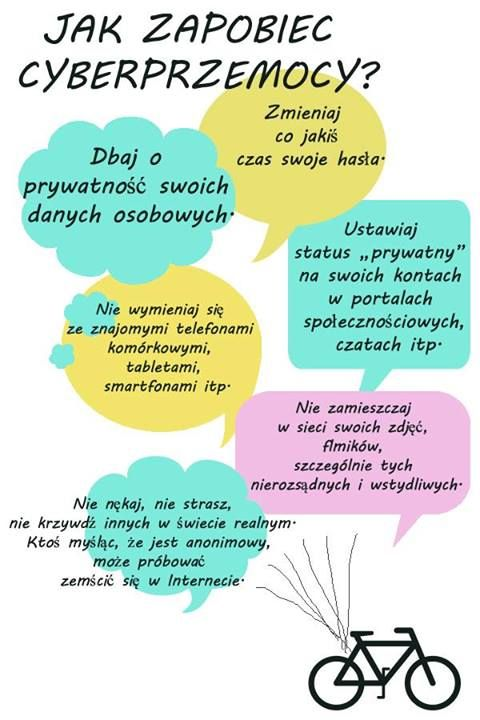 JAK ZAPOBIEC
CYBERPRZEMOCY?
Zmieniaj
co jakiś
czas swoje hasła.
Dbaj o
prywatność swoich
danych osobowych.
Ustawiaj
status „prywatny”
na swoich kontach
w portalach
społecznościowych,
czatach itp.
Nie wymieniaj się
ze znajomymi telefonami
komórkowymi,
tabletami,
smartfonami itp.
Nie zamieszczaj
w sieci swoich zdjęć,
flmików,
szczególnie tych
nierozsądnych i wstydliwych.
Nie nękaj, nie strasz,
nie krzywdź innych w świecie realnym.
Ktoś myśląc, że jest anonimowy,
może próbować
zemścić się w Internecie.